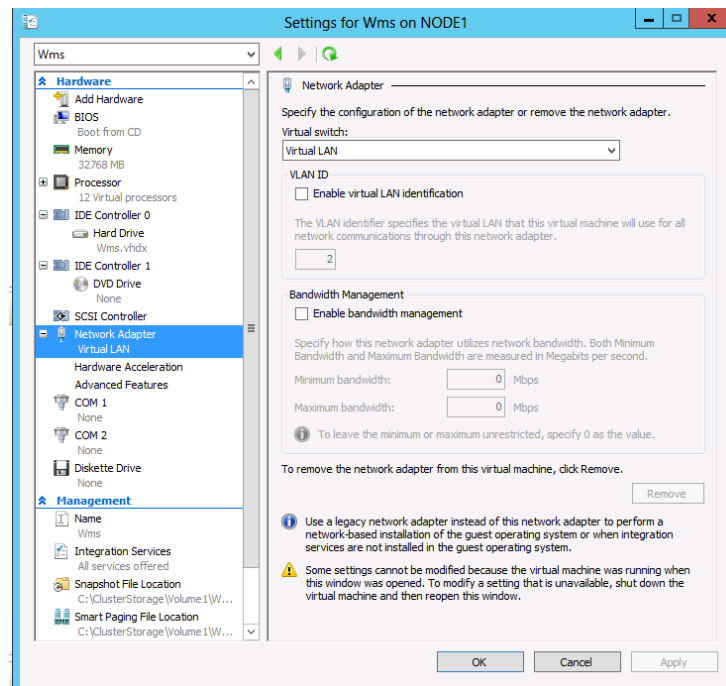 Settings for Wms on NODE1
Wms
Hardware
Add Hardware
BIOS
Boot from CD
Memory
32768 MB
Processor
12 Virtual processors
IDE Controller 0
Hard Drive
Wms.vhdx
IDE Controller 1
DVD Drive
None
SCSI Controller
Network Adapter
Virtual LAN
Hardware Acceleration
Advanced Features
COM 1
None
COM 2
None
Diskette Drive
None
Management
Name
Wms
Integration Services
All services offered
Snapshot File Location
C:\ClusterStorage\Volume1\W...
Smart Paging File Location
C:\ClusterStorage\Volume1\W...
Network Adapter
Specify the configuration of the network adapter or remove the network adapter.
Virtual switch:
Virtual LAN
VLAN ID
Enable virtual LAN identification
The VLAN identifier specifies the virtual LAN that this virtual machine will use for all
network communications through this network adapter.
2
Bandwidth Management
Enable bandwidth management
Specify how this network adapter utilizes network bandwidth. Both Minimum
Bandwidth and Maximum Bandwidth are measured in Megabits per second.
Minimum bandwidth: 0 Mbps
Maximum bandwidth: 0 Mbps
To leave the minimum or maximum unrestricted, specify 0 as the value.
To remove the network adapter from this virtual machine, click Remove.
Remove
Use a legacy network adapter instead of this network adapter to perform a
network-based installation of the guest operating system or when integration
services are not installed in the guest operating system.
Some settings cannot be modified because the virtual machine was running when
this window was opened. To modify a setting that is unavailable, shut down the
virtual machine and then reopen this window.
OK Cancel Apply